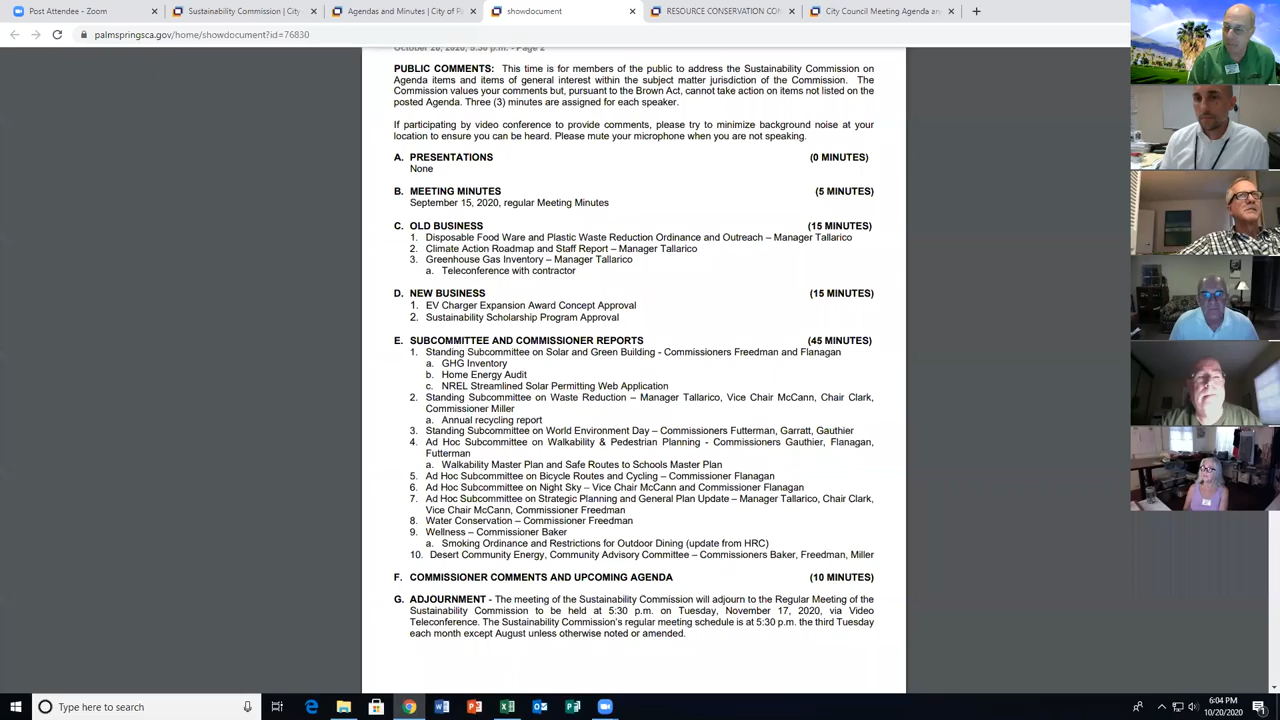 Post Attendee - Zoom
Sustainability Commission | City
Agendas and Minutes | City of Pa
showdocument
RESOURCE CONSERVATION CON
City Council Meeting Agenda an
palmspringsca.gov/home/showdocument?id=76830
October 20, 2020, 5:30 p.m. - Page 2
PUBLIC COMMENTS: This time is for members of the public to address the Sustainability Commission on
Agenda items and items of general interest within the subject matter jurisdiction of the Commission. The
Commission values your comments but, pursuant to the Brown Act, cannot take action on items not listed on the
posted Agenda. Three (3) minutes are assigned for each speaker.
If participating by video conference to provide comments, please try to minimize background noise at your
location to ensure you can be heard. Please mute your microphone when you are not speaking.
A. PRESENTATIONS (0 MINUTES)
None
B. MEETING MINUTES (5 MINUTES)
September 15, 2020, regular Meeting Minutes
C. OLD BUSINESS (15 MINUTES)
1. Disposable Food Ware and Plastic Waste Reduction Ordinance and Outreach – Manager Tallarico
2. Climate Action Roadmap and Staff Report – Manager Tallarico
3. Greenhouse Gas Inventory – Manager Tallarico
a. Teleconference with contractor
D. NEW BUSINESS (15 MINUTES)
1. EV Charger Expansion Award Concept Approval
2. Sustainability Scholarship Program Approval
E. SUBCOMMITTEE AND COMMISSIONER REPORTS (45 MINUTES)
1. Standing Subcommittee on Solar and Green Building - Commissioners Freedman and Flanagan
a. GHG Inventory
b. Home Energy Audit
c. NREL Streamlined Solar Permitting Web Application
2. Standing Subcommittee on Waste Reduction – Manager Tallarico, Vice Chair McCann, Chair Clark,
Commissioner Miller
a. Annual recycling report
3. Standing Subcommittee on World Environment Day – Commissioners Futterman, Garratt, Gauthier
4. Ad Hoc Subcommittee on Walkability & Pedestrian Planning - Commissioners Gauthier, Flanagan,
Futterman
a. Walkability Master Plan and Safe Routes to Schools Master Plan
5. Ad Hoc Subcommittee on Bicycle Routes and Cycling – Commissioner Flanagan
6. Ad Hoc Subcommittee on Night Sky – Vice Chair McCann and Commissioner Flanagan
7. Ad Hoc Subcommittee on Strategic Planning and General Plan Update – Manager Tallarico, Chair Clark,
Vice Chair McCann, Commissioner Freedman
8. Water Conservation – Commissioner Freedman
9. Wellness – Commissioner Baker
a. Smoking Ordinance and Restrictions for Outdoor Dining (update from HRC)
10. Desert Community Energy, Community Advisory Committee – Commissioners Baker, Freedman, Miller
F. COMMISSIONER COMMENTS AND UPCOMING AGENDA (10 MINUTES)
G. ADJOURNMENT - The meeting of the Sustainability Commission will adjourn to the Regular Meeting of the
Sustainability Commission to be held at 5:30 p.m. on Tuesday, November 17, 2020, via Video
Teleconference. The Sustainability Commission's regular meeting schedule is at 5:30 p.m. the third Tuesday
each month except August unless otherwise noted or amended.
Type here to search
6:04 PM
10/20/2020